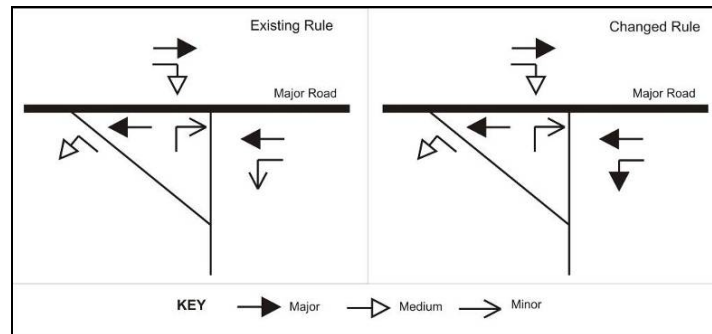 Existing Rule
Major Road
Changed Rule
Major Road
KEY
Major
Medium
Minor